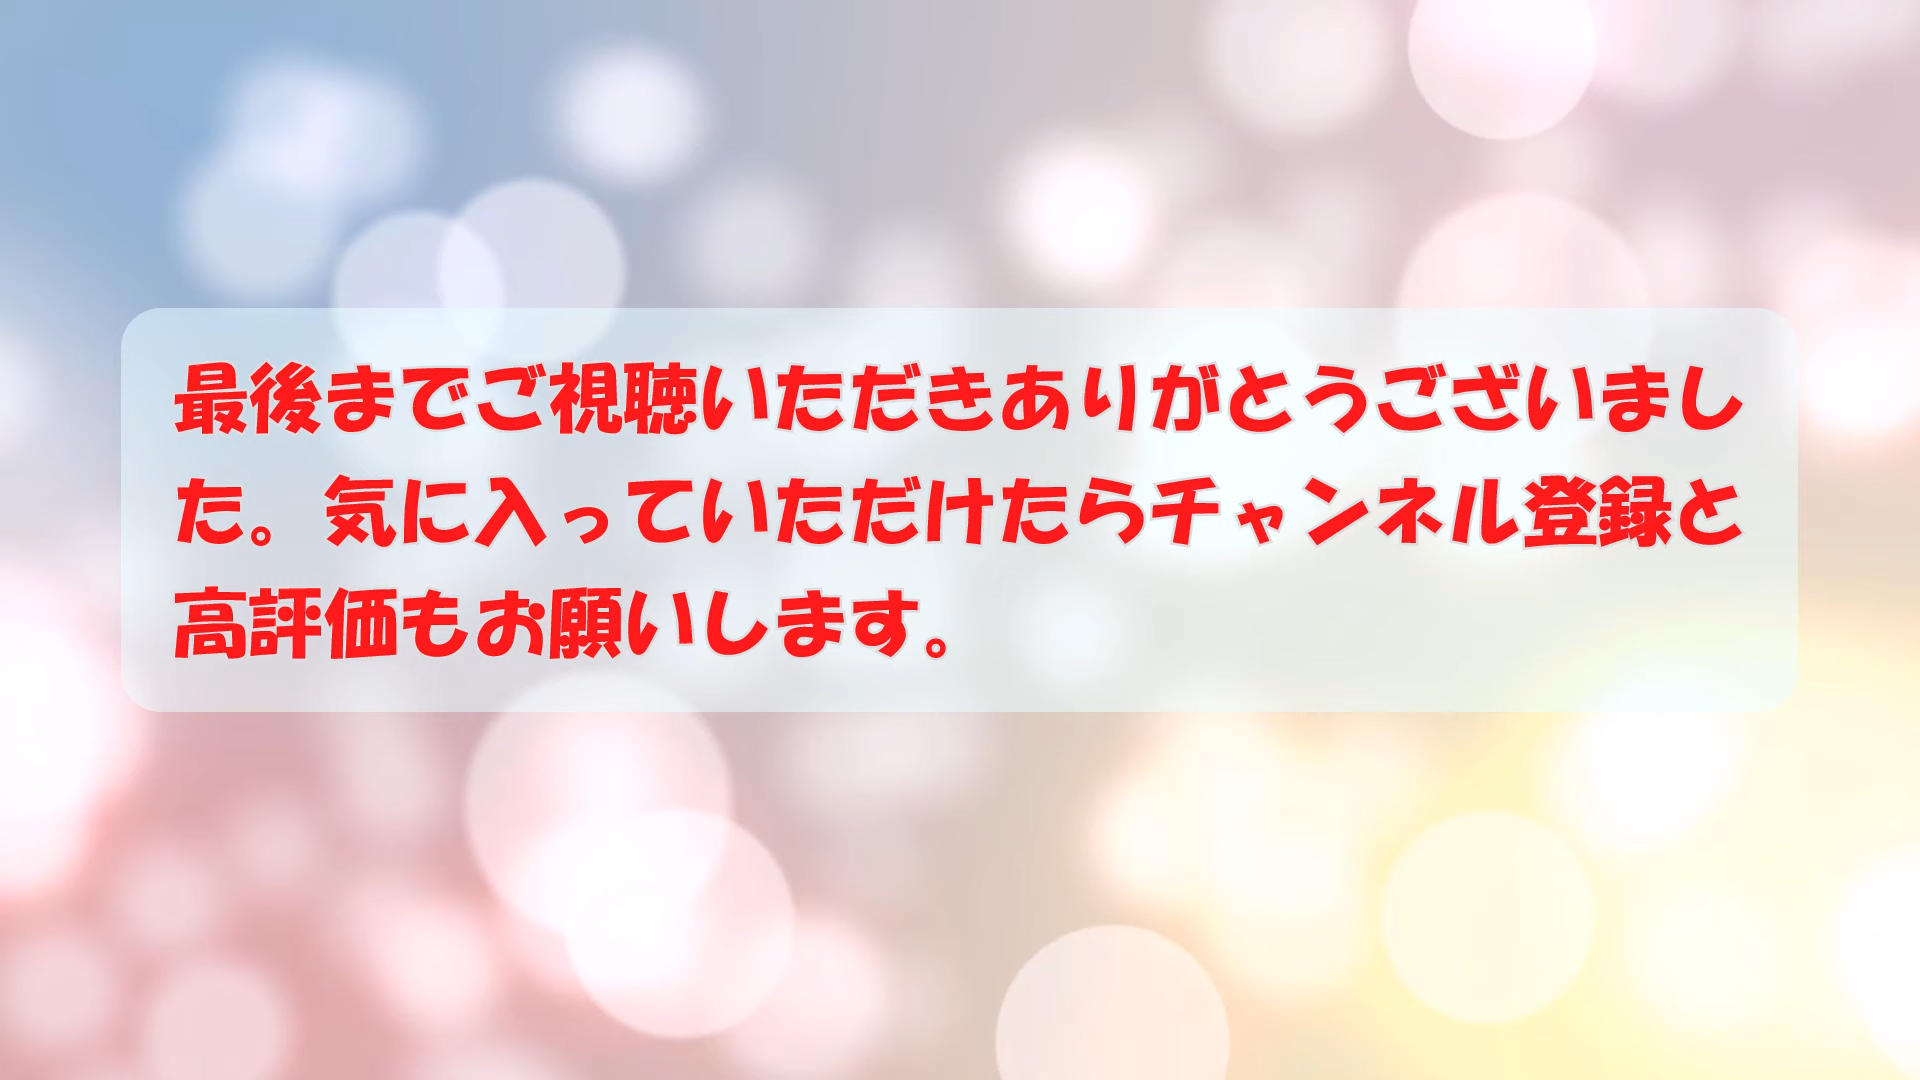 最後までご視聴いただきありがとうございまし
た。気に入っていただけたらチャンネル登録と
高評価もお願いします。